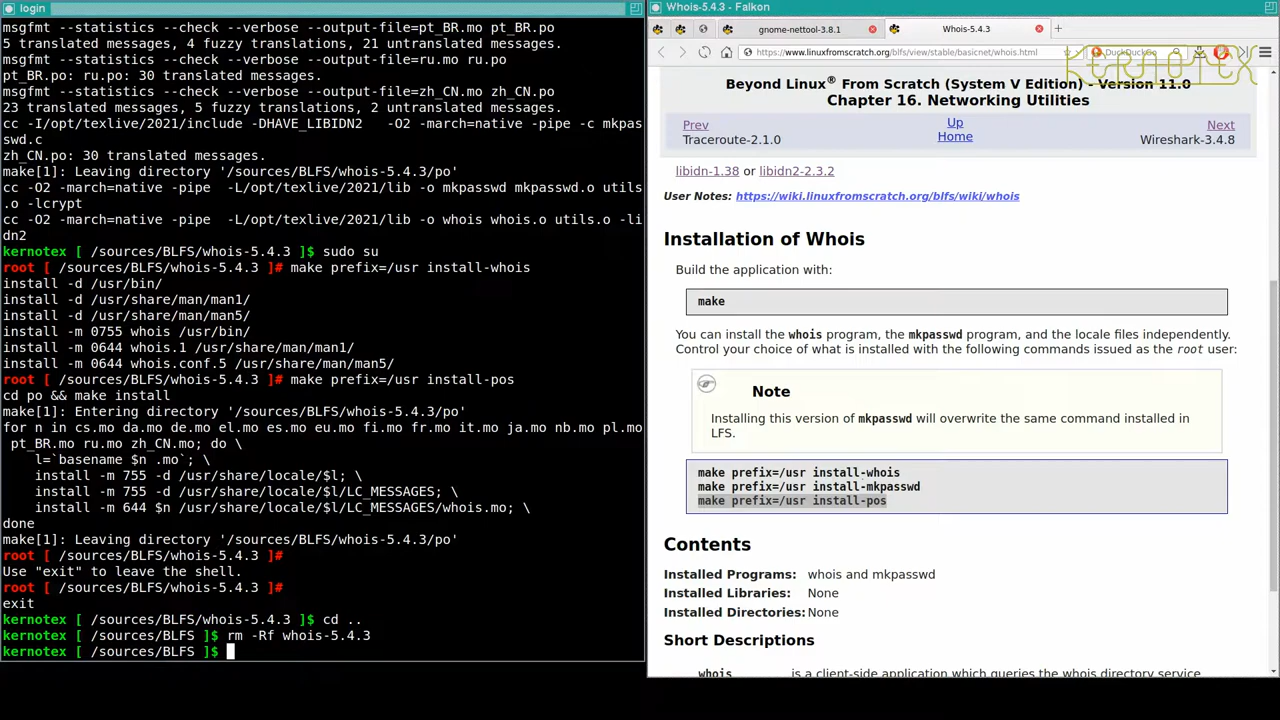 login
msgfmt --statistics --check --verbose --output-file=pt_BR.mo pt_BR.po
5 translated messages, 4 fuzzy translations, 21 untranslated messages.
msgfmt --statistics --check --verbose --output-file=ru.mo ru.po
pt_BR.po: ru.po: 30 translated messages.
msgfmt --statistics --check --verbose --output-file=zh_CN.mo zh_CN.po
23 translated messages, 5 fuzzy translations, 2 untranslated messages.
cc -I/opt/texlive/2021/include -DHAVE_LIBIDN2   -O2 -march=native -pipe -c mkpas
swd.c
zh_CN.po: 30 translated messages.
make[1]: Leaving directory '/sources/BLFS/whois-5.4.3/po'
cc -O2 -march=native -pipe  -L/opt/texlive/2021/lib -o mkpasswd mkpasswd.o utils
.o -lcrypt
cc -O2 -march=native -pipe  -L/opt/texlive/2021/lib -o whois whois.o utils.o -li
dn2
kernotex [ /sources/BLFS/whois-5.4.3 ]$ sudo su
root [ /sources/BLFS/whois-5.4.3 ]# make prefix=/usr install-whois
install -d /usr/bin/
install -d /usr/share/man/man1/
install -d /usr/share/man/man5/
install -m 0755 whois /usr/bin/
install -m 0644 whois.1 /usr/share/man/man1/
install -m 0644 whois.conf.5 /usr/share/man/man5/
root [ /sources/BLFS/whois-5.4.3 ]# make prefix=/usr install-pos
cd po && make install
make[1]: Entering directory '/sources/BLFS/whois-5.4.3/po'
for n in cs.mo da.mo de.mo el.mo es.mo eu.mo fi.mo fr.mo it.mo ja.mo nb.mo pl.mo
 pt_BR.mo ru.mo zh_CN.mo; do \
    l=`basename $n .mo`; \
    install -m 755 -d /usr/share/locale/$l; \
    install -m 755 -d /usr/share/locale/$l/LC_MESSAGES; \
    install -m 644 $n /usr/share/locale/$l/LC_MESSAGES/whois.mo; \
done
make[1]: Leaving directory '/sources/BLFS/whois-5.4.3/po'
root [ /sources/BLFS/whois-5.4.3 ]#
Use "exit" to leave the shell.
root [ /sources/BLFS/whois-5.4.3 ]#
exit
kernotex [ /sources/BLFS/whois-5.4.3 ]$ cd ..
kernotex [ /sources/BLFS ]$ rm -Rf whois-5.4.3
kernotex [ /sources/BLFS ]$
Whois-5.4.3 - Falkon
gnome-nettool-3.8.1
Whois-5.4.3
https://www.linuxfromscratch.org/blfs/view/stable/basicnet/whois.html
DuckDuckGo
KERNOTEX
Beyond Linux® From Scratch (System V Edition) - Version 11.0
Chapter 16. Networking Utilities
Prev
Up
Next
Traceroute-2.1.0
Home
Wireshark-3.4.8
libidn-1.38 or libidn2-2.3.2
User Notes: https://wiki.linuxfromscratch.org/blfs/wiki/whois
Installation of Whois
Build the application with:
make
You can install the whois program, the mkpasswd program, and the locale files independently.
Control your choice of what is installed with the following commands issued as the root user:
Note
Installing this version of mkpasswd will overwrite the same command installed in
LFS.
make prefix=/usr install-whois
make prefix=/usr install-mkpasswd
make prefix=/usr install-pos
Contents
Installed Programs: whois and mkpasswd
Installed Libraries: None
Installed Directories: None
Short Descriptions
whois is a client-side application which queries the whois directory service